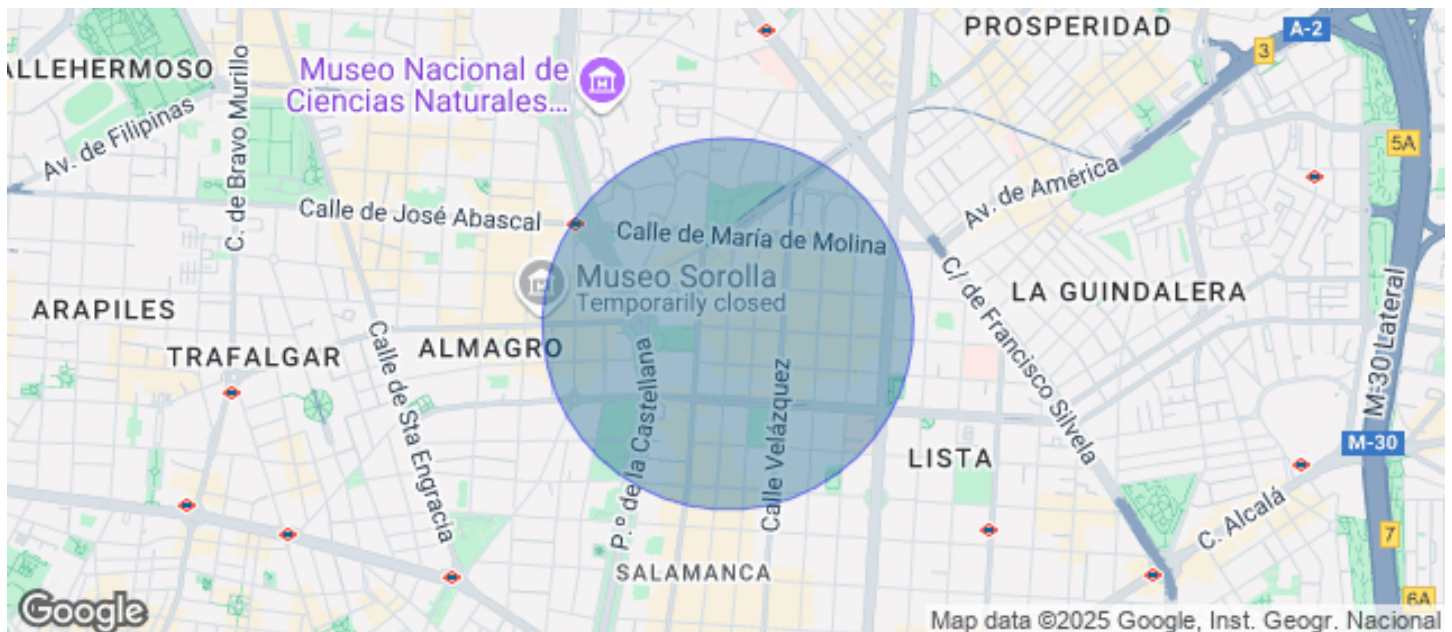 PROSPERIDAD
A-2
3
ALLEHERMOSO
Museo Nacional de
Ciencias Naturales...
Av. de Filipinas
C. de Bravo Murillo
5A
Av. de América
Calle de José Abascal
Calle de María de Molina
Museo Sorolla
Temporarily closed
C/ de Francisco Silvela
LA GUINDALERA
ARAPILES
TRAFALGAR
ALMAGRO
Calle de Sta Engracia
P.º de la Castellana
Calle Velázquez
M-30 Lateral
LISTA
M-30
C. Alcalá
7
SALAMANCA
6A
Google
Map data ©2025 Google, Inst. Geogr. Nacional